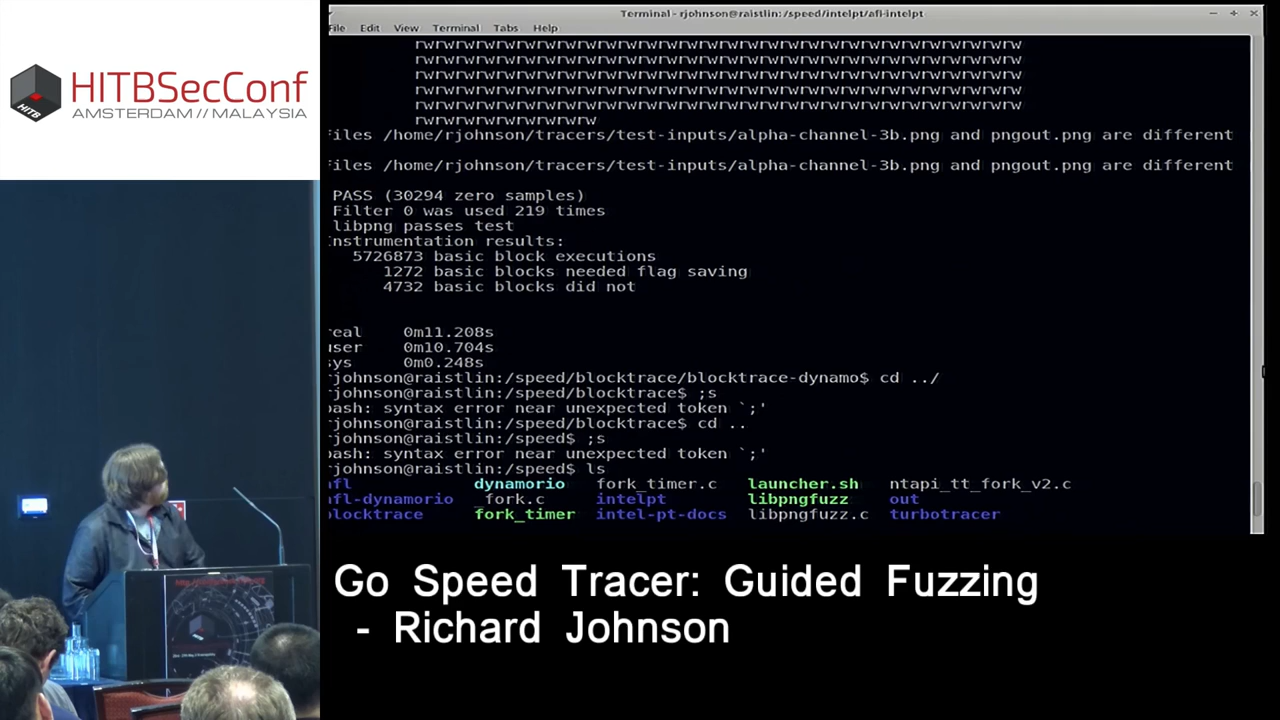 HITBSecConf
AMSTERDAM // MALAYSIA
HITB
Terminal - rjohnson@raistlin:/speed/intelpt/afl-intelpt
File Edit View Terminal Tabs Help
rwrwrwrwrwrwrwrwrwrwrwrwrwrwrwrwrwrwrwrwrwrwrwrwrwrwrwrwrwrw
rwrwrwrwrwrwrwrwrwrwrwrwrwrwrwrwrwrwrwrwrwrwrwrwrwrwrwrwrwrw
rwrwrwrwrwrwrwrwrwrwrwrwrwrwrwrwrwrwrwrwrwrwrwrwrwrwrwrwrwrw
rwrwrwrwrwrwrwrwrwrwrwrwrwrwrwrwrwrwrwrwrwrwrwrwrwrwrwrwrwrw
rwrwrwrwrwrwrwrwrwrwrwrwrwrwrwrwrwrwrwrwrwrwrwrwrwrwrwrwrwrw
rwrwrwrwrwrwrwrwrw
Files /home/rjohnson/tracers/test-inputs/alpha-channel-3b.png and pngout.png are different
Files /home/rjohnson/tracers/test-inputs/alpha-channel-3b.png and pngout.png are different
PASS (30294 zero samples)
Filter 0 was used 219 times
libpng passes test
Instrumentation results:
5726873 basic block executions
1272 basic blocks needed flag saving
4732 basic blocks did not
real 0m11.208s
user 0m10.704s
sys 0m0.248s
rjohnson@raistlin:/speed/blocktrace/blocktrace-dynamo$ cd ../
rjohnson@raistlin:/speed/blocktrace$ ;s
bash: syntax error near unexpected token `;'
rjohnson@raistlin:/speed/blocktrace$ cd ..
rjohnson@raistlin:/speed$ ;s
bash: syntax error near unexpected token `;'
rjohnson@raistlin:/speed$ ls
afl dynamorio fork_timer.c launcher.sh ntapi_tt_fork_v2.c
afl-dynamorio _fork.c intelpt libpngfuzz out
blocktrace fork_timer intel-pt-docs libpngfuzz.c turbotracer
Go Speed Tracer: Guided Fuzzing
- Richard Johnson